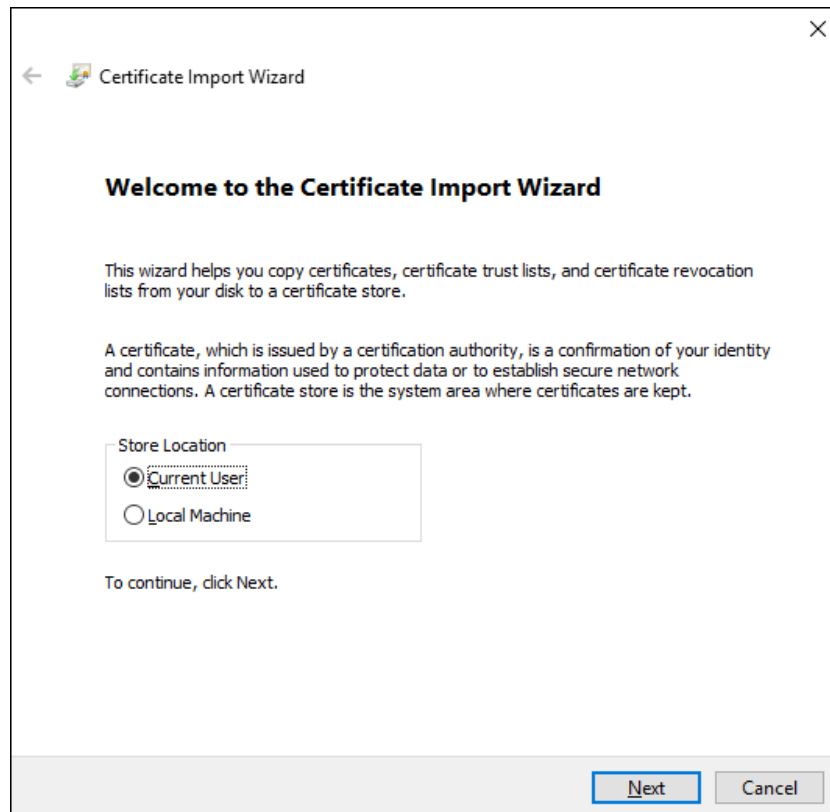 Certificate Import Wizard
Welcome to the Certificate Import Wizard
This wizard helps you copy certificates, certificate trust lists, and certificate revocation
lists from your disk to a certificate store.
A certificate, which is issued by a certification authority, is a confirmation of your identity
and contains information used to protect data or to establish secure network
connections. A certificate store is the system area where certificates are kept.
Store Location
Current User
Local Machine
To continue, click Next.
Next
Cancel